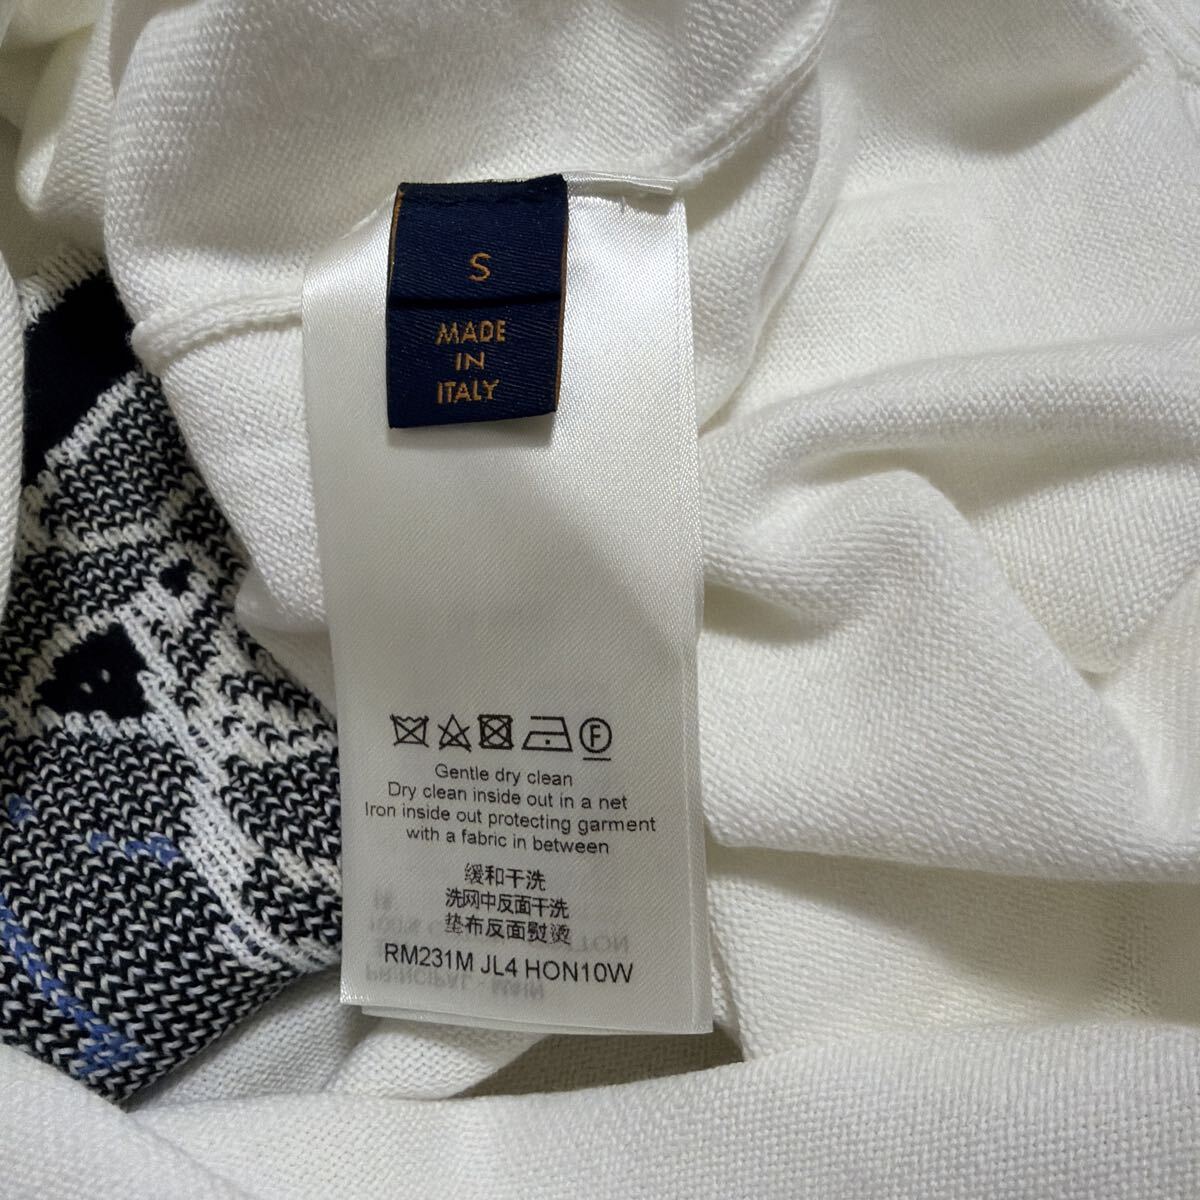 S
MADE
IN
ITALY
F
Gentle dry clean
Dry clean inside out in a net
Iron inside out protecting garment
with a fabric in between
缓和干洗
洗网中反面干洗
垫布反面熨烫
RM231M JL4 HON10W
PRINCIPAL - MAIN